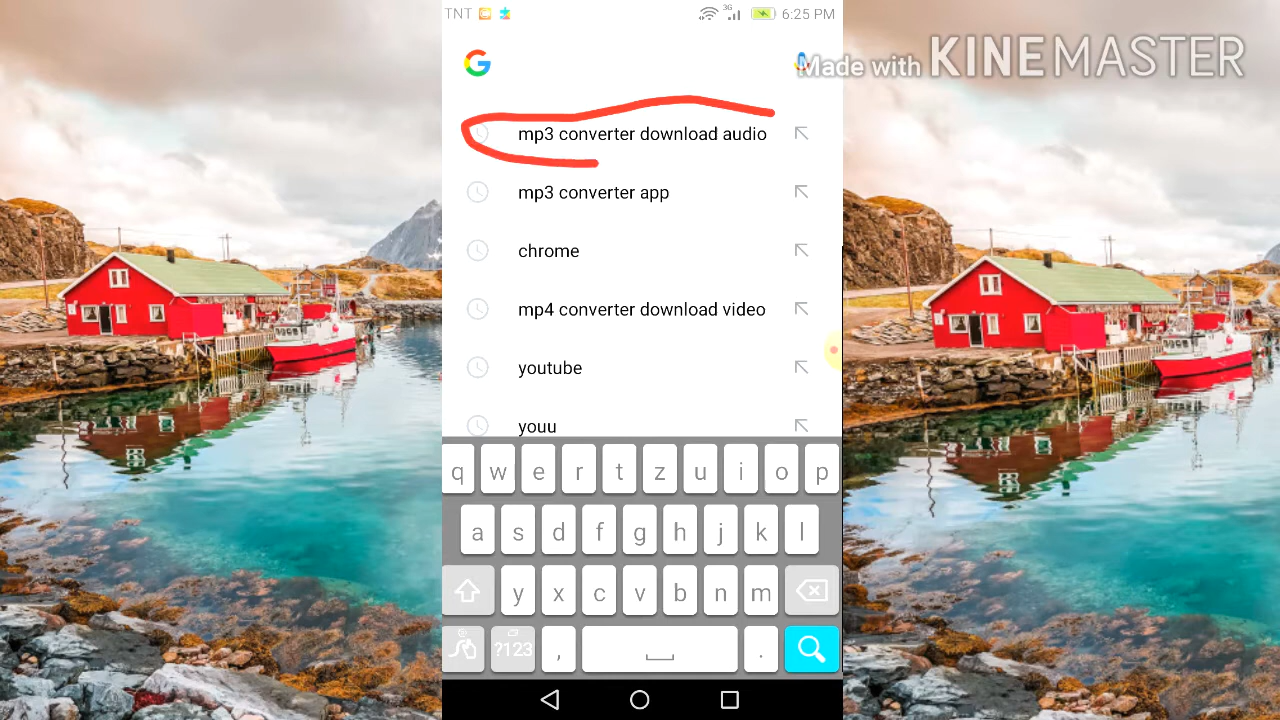 TNT 3G 6:25 PM
Made with KINEMASTER
mp3 converter download audio
mp3 converter app
chrome
mp4 converter download video
youtube
youu
q w e r t z u i o p
a s d f g h j k l
y x c v b n m
?123 , .